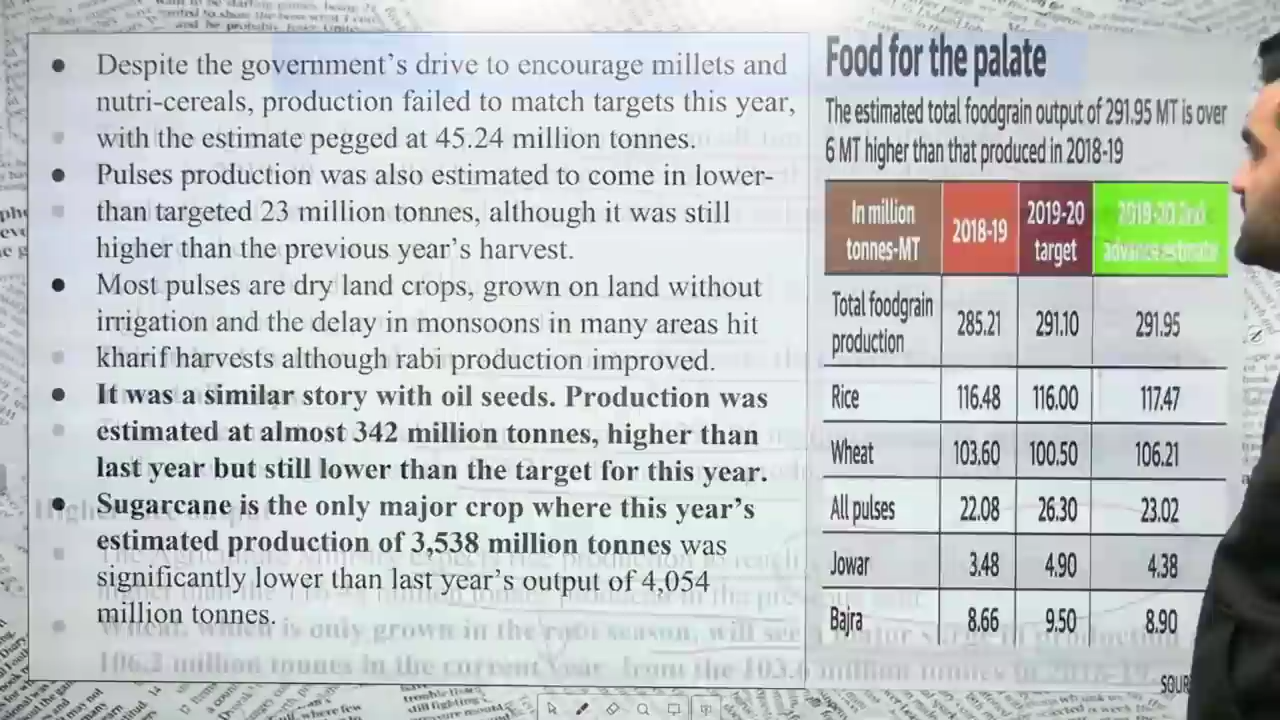 Despite the government's drive to encourage millets and
nutri-cereals, production failed to match targets this year,
with the estimate pegged at 45.24 million tonnes.
Pulses production was also estimated to come in lower-
than targeted 23 million tonnes, although it was still
higher than the previous year's harvest.
Most pulses are dry land crops, grown on land without
irrigation and the delay in monsoons in many areas hit
kharif harvests although rabi production improved.
It was a similar story with oil seeds. Production was
estimated at almost 342 million tonnes, higher than
last year but still lower than the target for this year.
Sugarcane is the only major crop where this year's
estimated production of 3,538 million tonnes was
significantly lower than last year's output of 4,054
million tonnes.
Food for the palate
The estimated total foodgrain output of 291.95 MT is over
6 MT higher than that produced in 2018-19
In million
tonnes-MT
2018-19
2019-20
target
2019-20 2nd
advance estimate
Total foodgrain
production
285.21 291.10 291.95
Rice 116.48 116.00 117.47
Wheat 103.60 100.50 106.21
All pulses 22.08 26.30 23.02
Jowar 3.48 4.90 4.38
Bajra 8.66 9.50 8.90